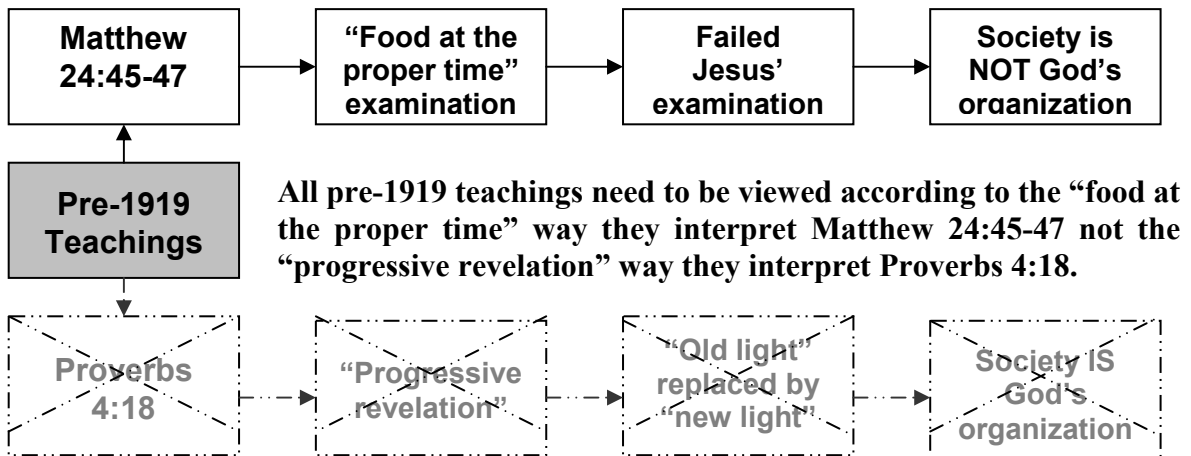 Matthew
24:45-47
“Food at the
proper time”
examination
Failed
Jesus’
examination
Society is
NOT God’s
organization
Pre-1919
Teachings
All pre-1919 teachings need to be viewed according to the “food at
the proper time” way they interpret Matthew 24:45-47 not the
“progressive revelation” way they interpret Proverbs 4:18.
Proverbs
4:18
“Progressive
revelation”
“Old light”
replaced by
“new light”
Society IS
God’s
organization